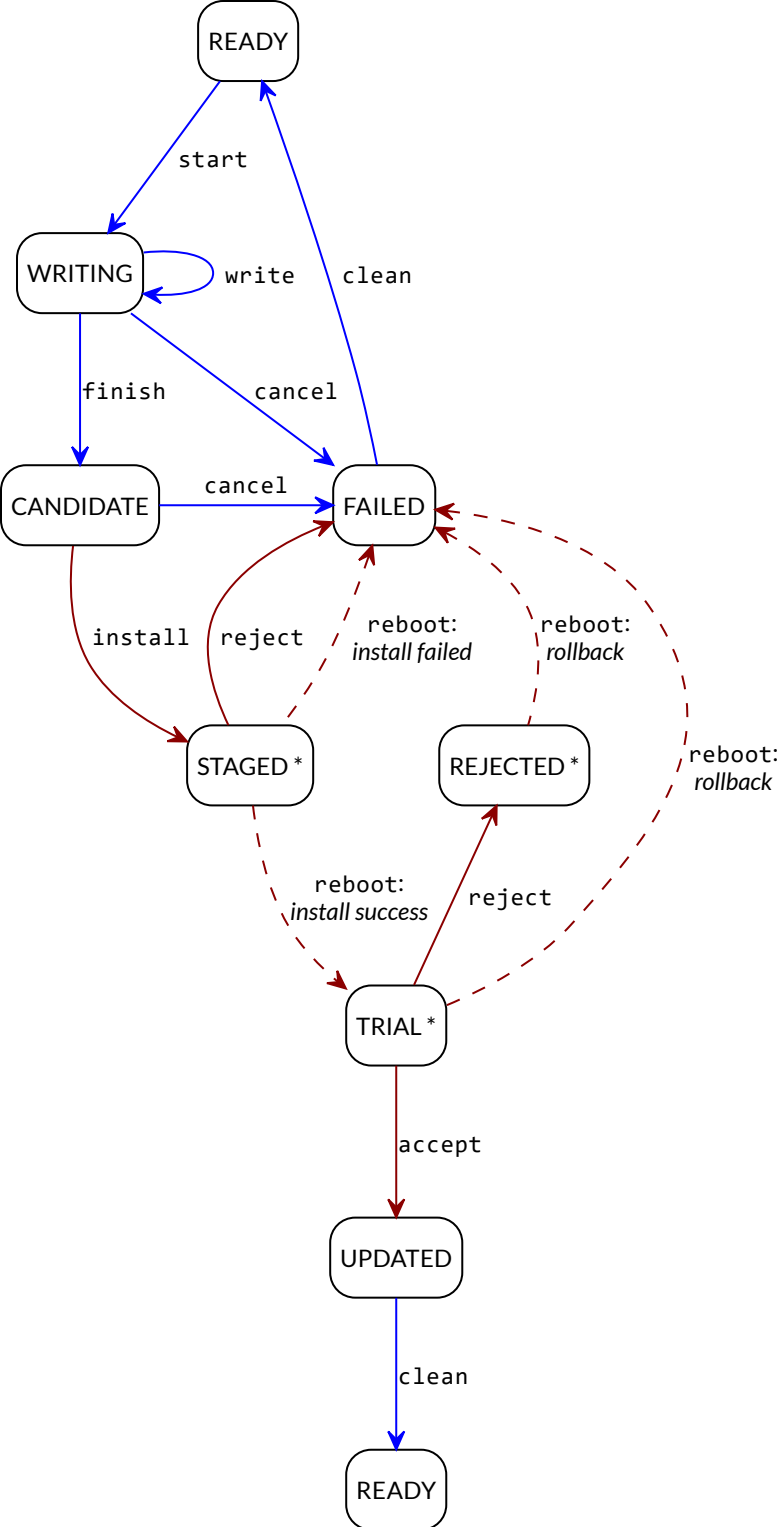 READY
start
WRITING
write
clean
finish
cancel
CANDIDATE
cancel
FAILED
install
reject
reboot:
install failed
reboot:
rollback
STAGED *
REJECTED *
reboot:
rollback
reboot:
install success
reject
TRIAL *
accept
UPDATED
clean
READY